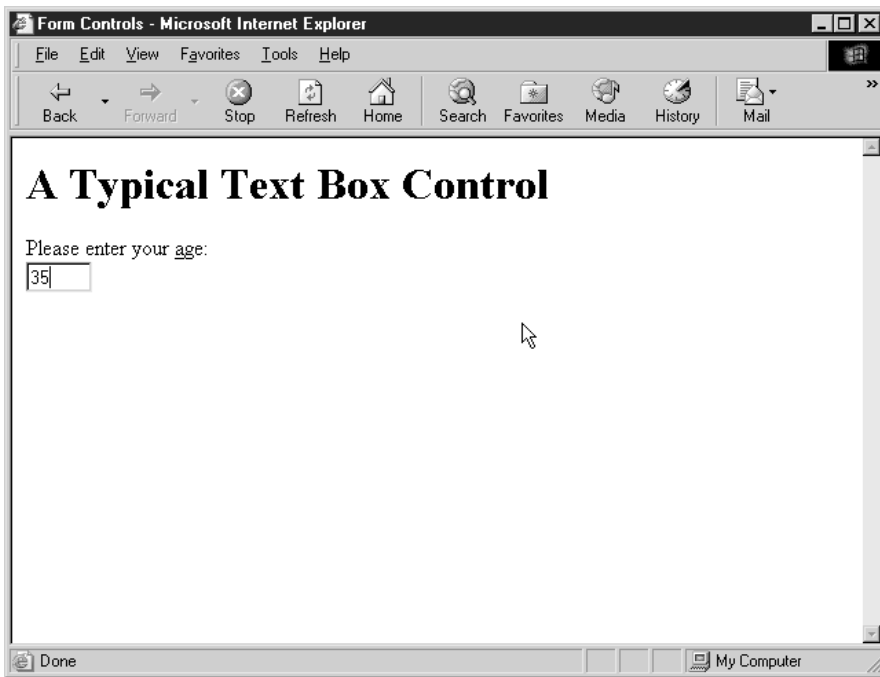 Form Controls - Microsoft Internet Explorer
File Edit View Favorites Tools Help
Back Forward Stop Refresh Home Search Favorites Media History Mail »
A Typical Text Box Control
Please enter your age:
35
Done My Computer